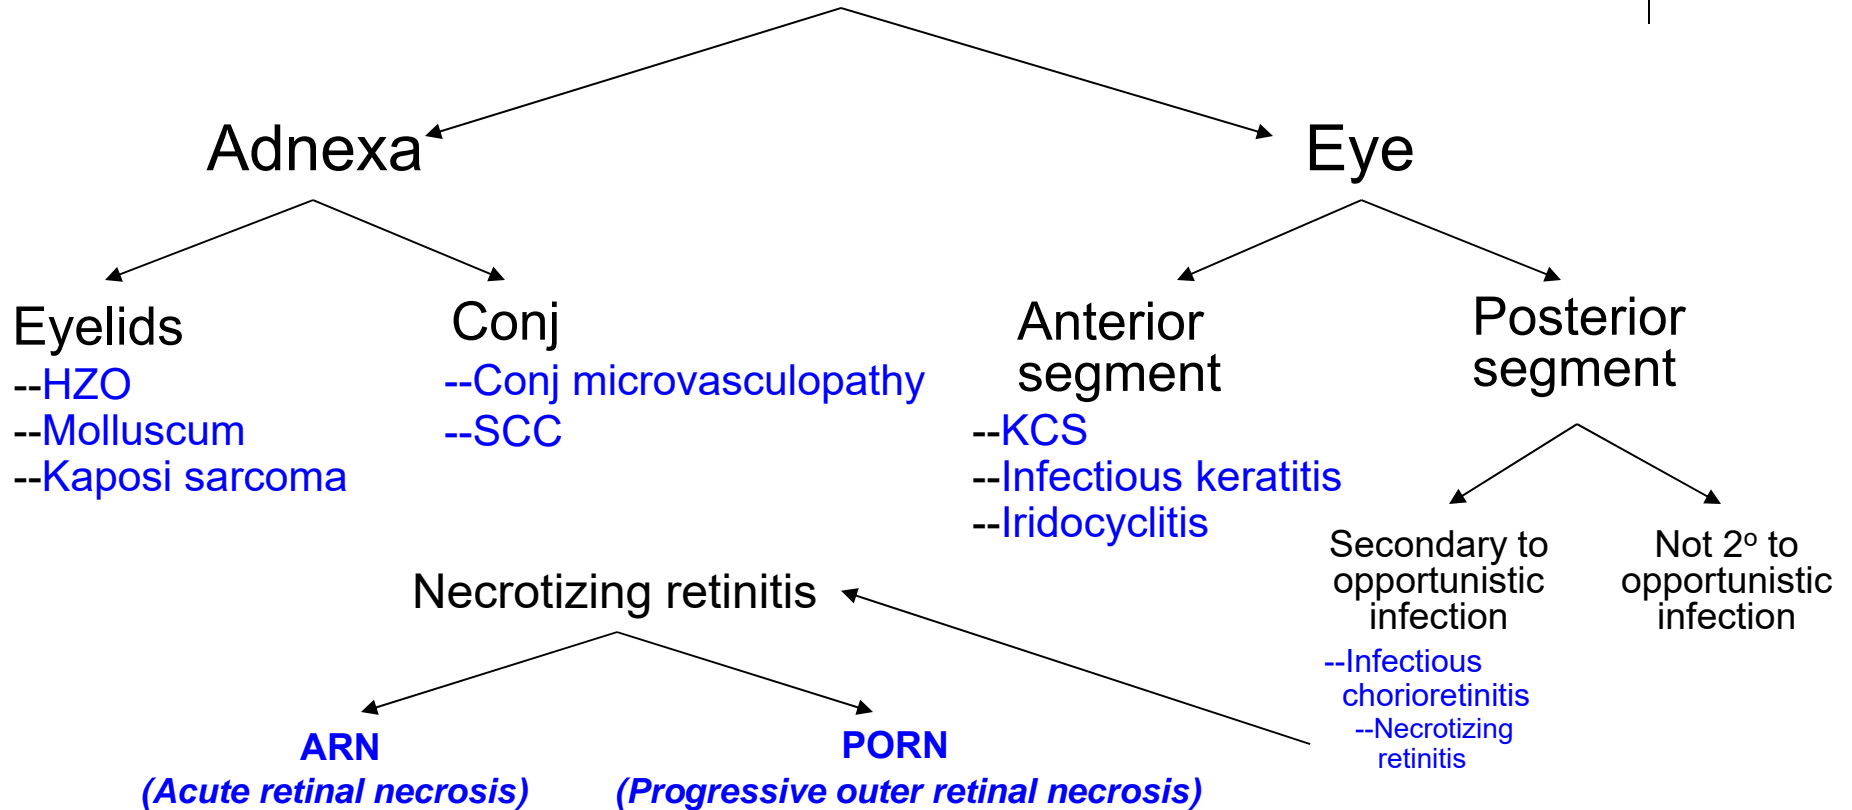 Adnexa
Eye
Eyelids
--HZO
--Molluscum
--Kaposi sarcoma
Conj
--Conj microvasculopathy
--SCC
Anterior
segment
--KCS
--Infectious keratitis
--Iridocyclitis
Posterior
segment
Secondary to
opportunistic
infection
--Infectious
chorioretinitis
--Necrotizing
retinitis
Not 2º to
opportunistic
infection
Necrotizing retinitis
ARN
(Acute retinal necrosis)
PORN
(Progressive outer retinal necrosis)